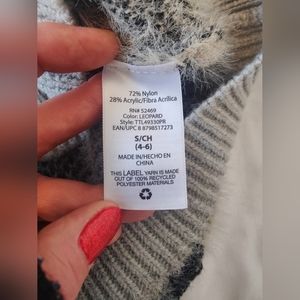 72% Nylon
28% Acrylic/Fibra Acrílica
RN# 52469
Color: LEOPARD
Style: TTL49330PR
EAN/UPC 8 8798517273
S/CH
(4-6)
MADE IN/HECHO EN
CHINA
THIS LABEL YARN IS MADE
OUT OF 100% RECYCLED
POLYESTER MATERIALS